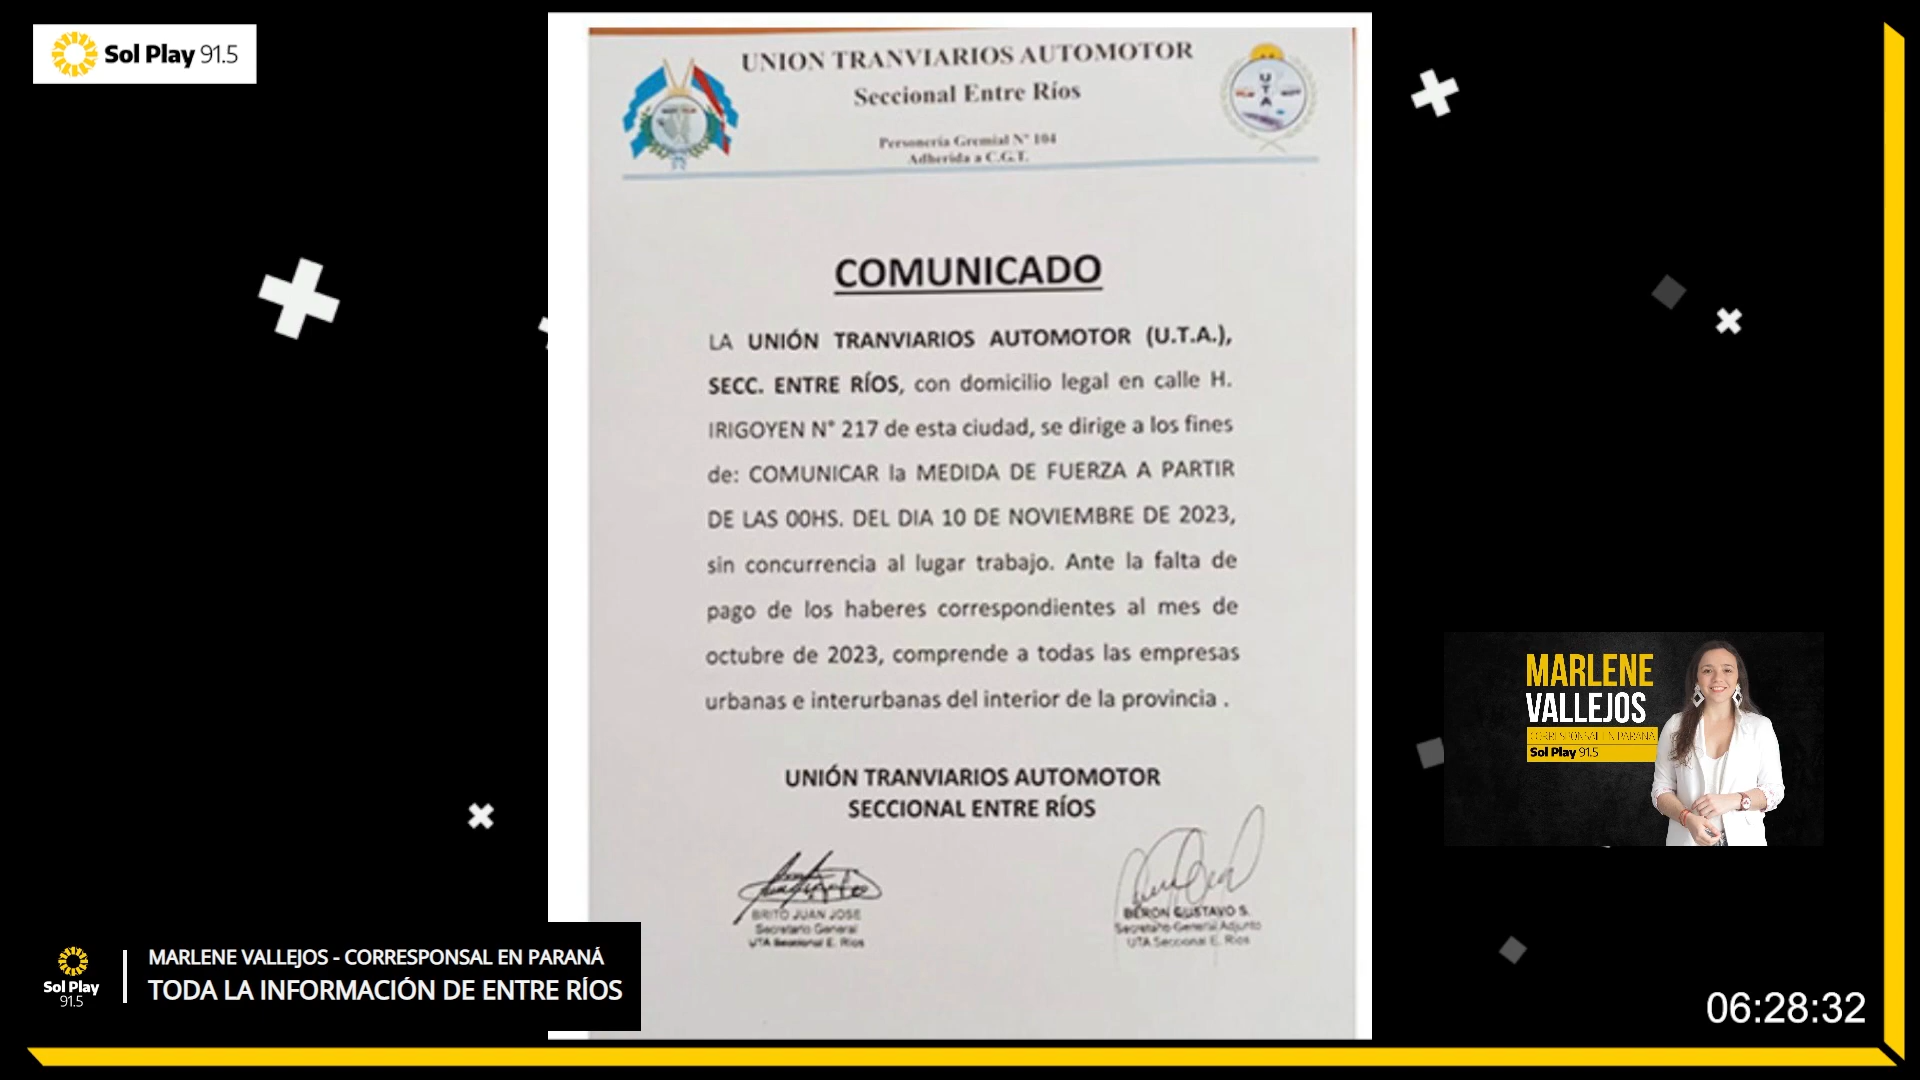 Sol Play 91.5
UNION TRANVIARIOS AUTOMOTOR
Seccional Entre Ríos
Personería Gremial N° 104
Adherida a C.G.T.
U
T
A
COMUNICADO
LA UNIÓN TRANVIARIOS AUTOMOTOR (U.T.A.),
SECC. ENTRE RÍOS, con domicilio legal en calle H.
IRIGOYEN N° 217 de esta ciudad, se dirige a los fines
de: COMUNICAR la MEDIDA DE FUERZA A PARTIR
DE LAS 00HS. DEL DIA 10 DE NOVIEMBRE DE 2023,
sin concurrencia al lugar trabajo. Ante la falta de
pago de los haberes correspondientes al mes de
octubre de 2023, comprende a todas las empresas
urbanas e interurbanas del interior de la provincia .
UNIÓN TRANVIARIOS AUTOMOTOR
SECCIONAL ENTRE RÍOS
BRITO JUAN JOSE
Secretario General
UTA Seccional E. Rios
BERON GUSTAVO S.
Secretario General Adjunto
UTA Seccional E. Rios
MARLENE
VALLEJOS
CORRESPONSAL EN PARANÁ
Sol Play 91.5
Sol Play
91.5
MARLENE VALLEJOS - CORRESPONSAL EN PARANÁ
TODA LA INFORMACIÓN DE ENTRE RÍOS
06:28:32